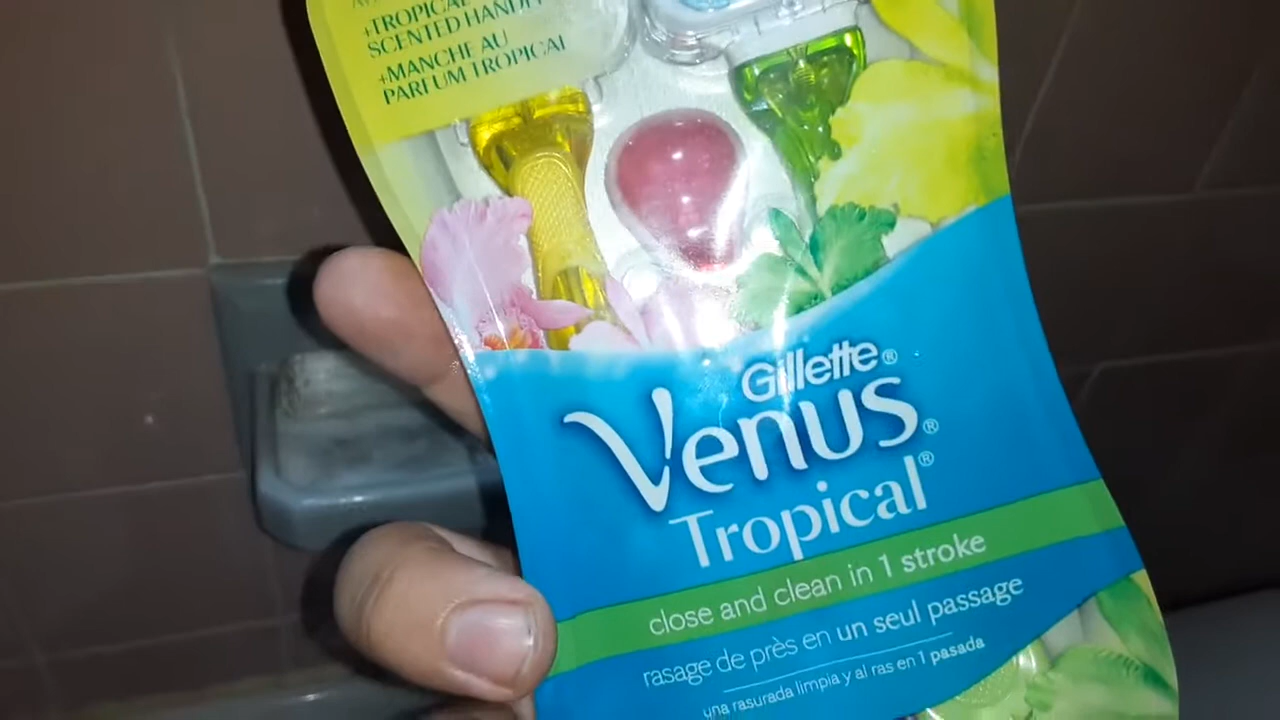 +TROPICAL
SCENTED HANDL
+MANCHE AU
PARFUM TROPICAL
Gillette®
Venus®
Tropical®
close and clean in 1 stroke
rasage de près en un seul passage
una rasurada limpia y al ras en 1 pasada